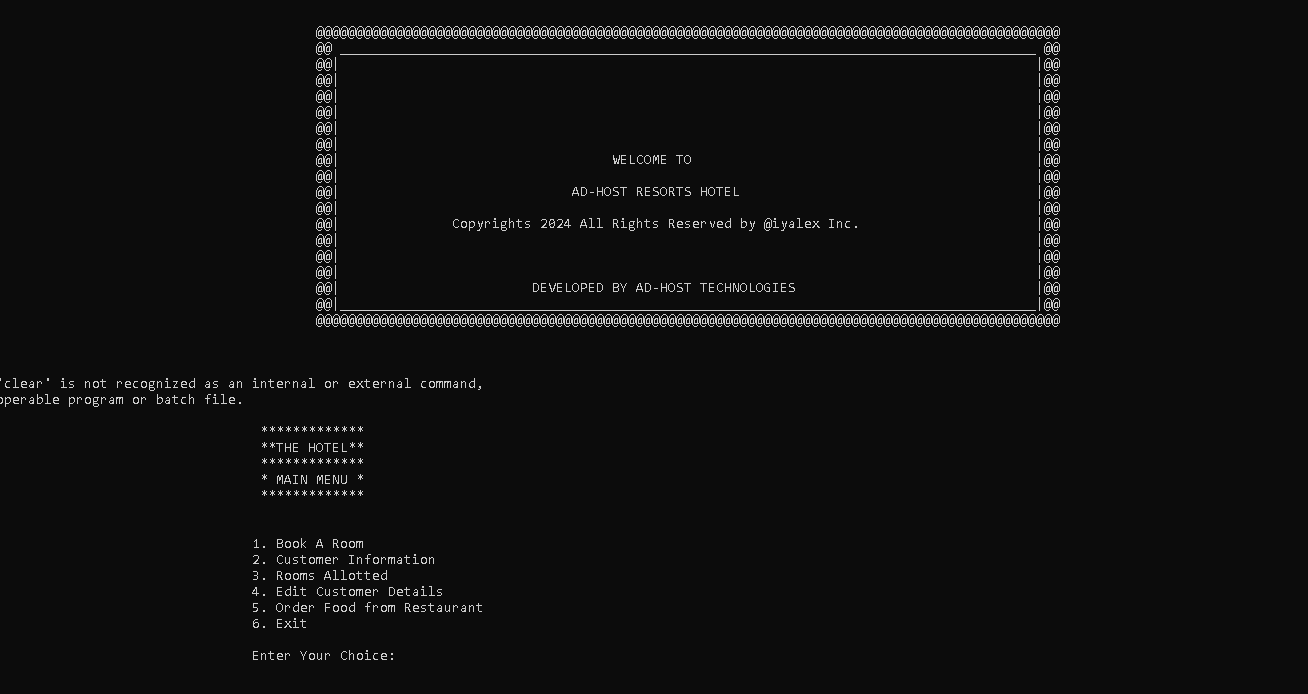 @@@@@@@@@@@@@@@@@@@@@@@@@@@@@@@@@@@@@@@@@@@@@@@@@@@@@@@@@@@@@@@@@@@@@@@@@@@@@@@@@@@@@@@@@@@@@
@@ _______________________________________________________________________________________ @@
@@| |@@
@@| |@@
@@| |@@
@@| |@@
@@| |@@
@@| |@@
@@| WELCOME TO |@@
@@| |@@
@@| AD-HOST RESORTS HOTEL |@@
@@| |@@
@@| Copyrights 2024 All Rights Reserved by @iyalex Inc. |@@
@@| |@@
@@| |@@
@@| |@@
@@| DEVELOPED BY AD-HOST TECHNOLOGIES |@@
@@|_______________________________________________________________________________________|@@
@@@@@@@@@@@@@@@@@@@@@@@@@@@@@@@@@@@@@@@@@@@@@@@@@@@@@@@@@@@@@@@@@@@@@@@@@@@@@@@@@@@@@@@@@@@@@
'clear' is not recognized as an internal or external command,
operable program or batch file.
*************
**THE HOTEL**
*************
* MAIN MENU *
*************
1. Book A Room
2. Customer Information
3. Rooms Allotted
4. Edit Customer Details
5. Order Food from Restaurant
6. Exit
Enter Your Choice: